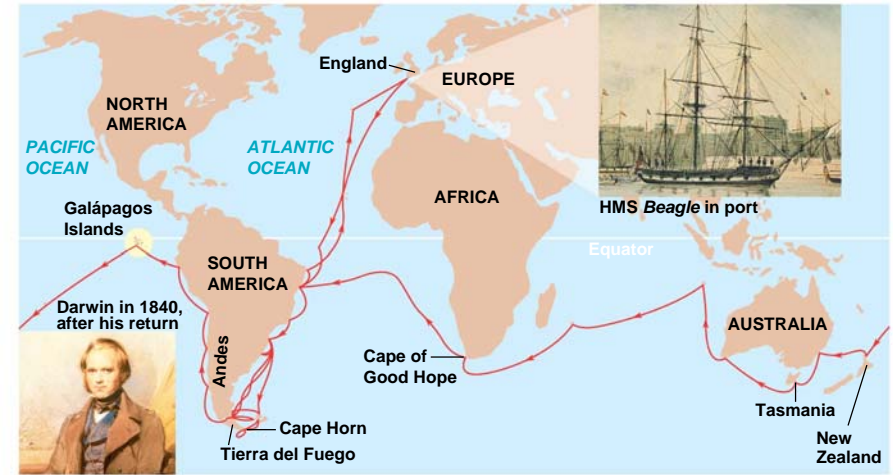 England
EUROPE
NORTH
AMERICA
PACIFIC
OCEAN
ATLANTIC
OCEAN
AFRICA
HMS Beagle in port
Galápagos
Islands
Equator
SOUTH
AMERICA
Darwin in 1840,
after his return
AUSTRALIA
Andes
Cape of
Good Hope
Cape Horn
Tierra del Fuego
Tasmania
New
Zealand